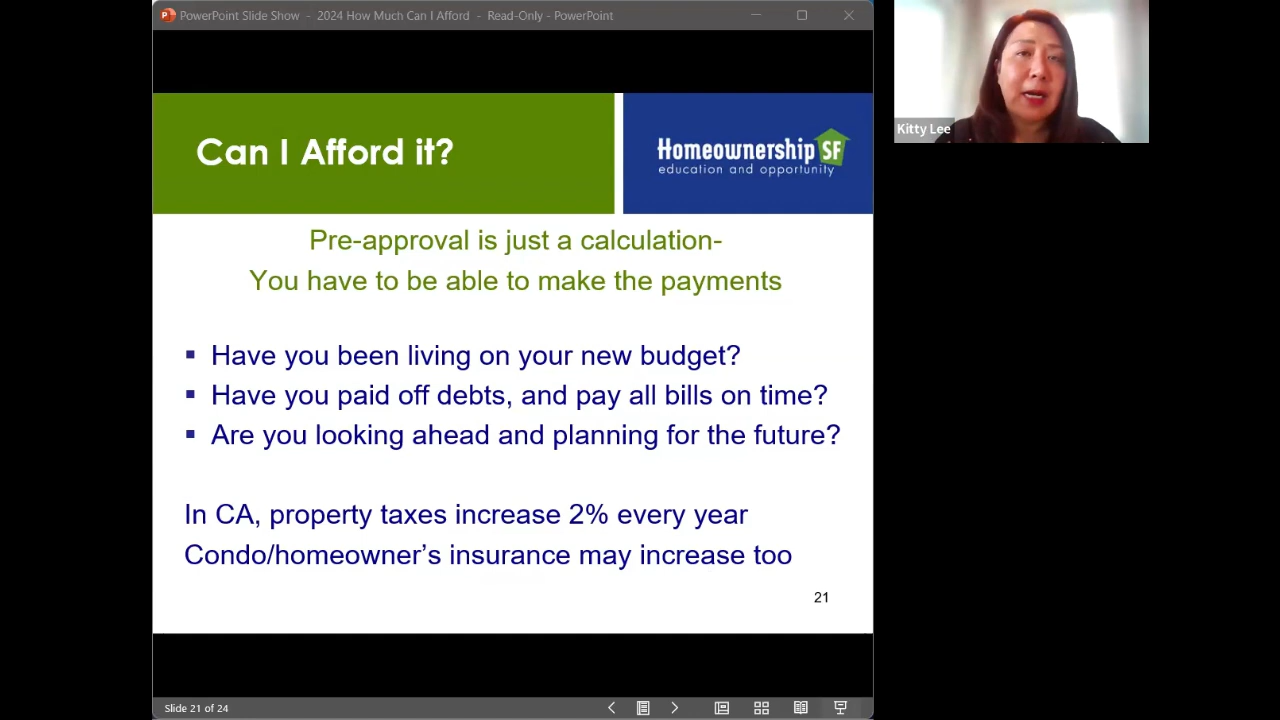 PowerPoint Slide Show - 2024 How Much Can I Afford - Read-Only - PowerPoint
Can I Afford it?
Homeownership SF
education and opportunity
Kitty Lee
Pre-approval is just a calculation-
You have to be able to make the payments
▪ Have you been living on your new budget?
▪ Have you paid off debts, and pay all bills on time?
▪ Are you looking ahead and planning for the future?
In CA, property taxes increase 2% every year
Condo/homeowner’s insurance may increase too
21
Slide 21 of 24